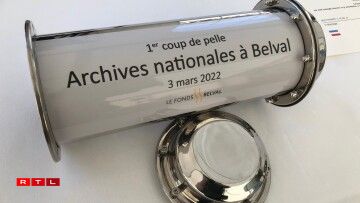 1er coup de pelle
Archives nationales à Belval
3 mars 2022
LE FONDS BELVAL
RTL